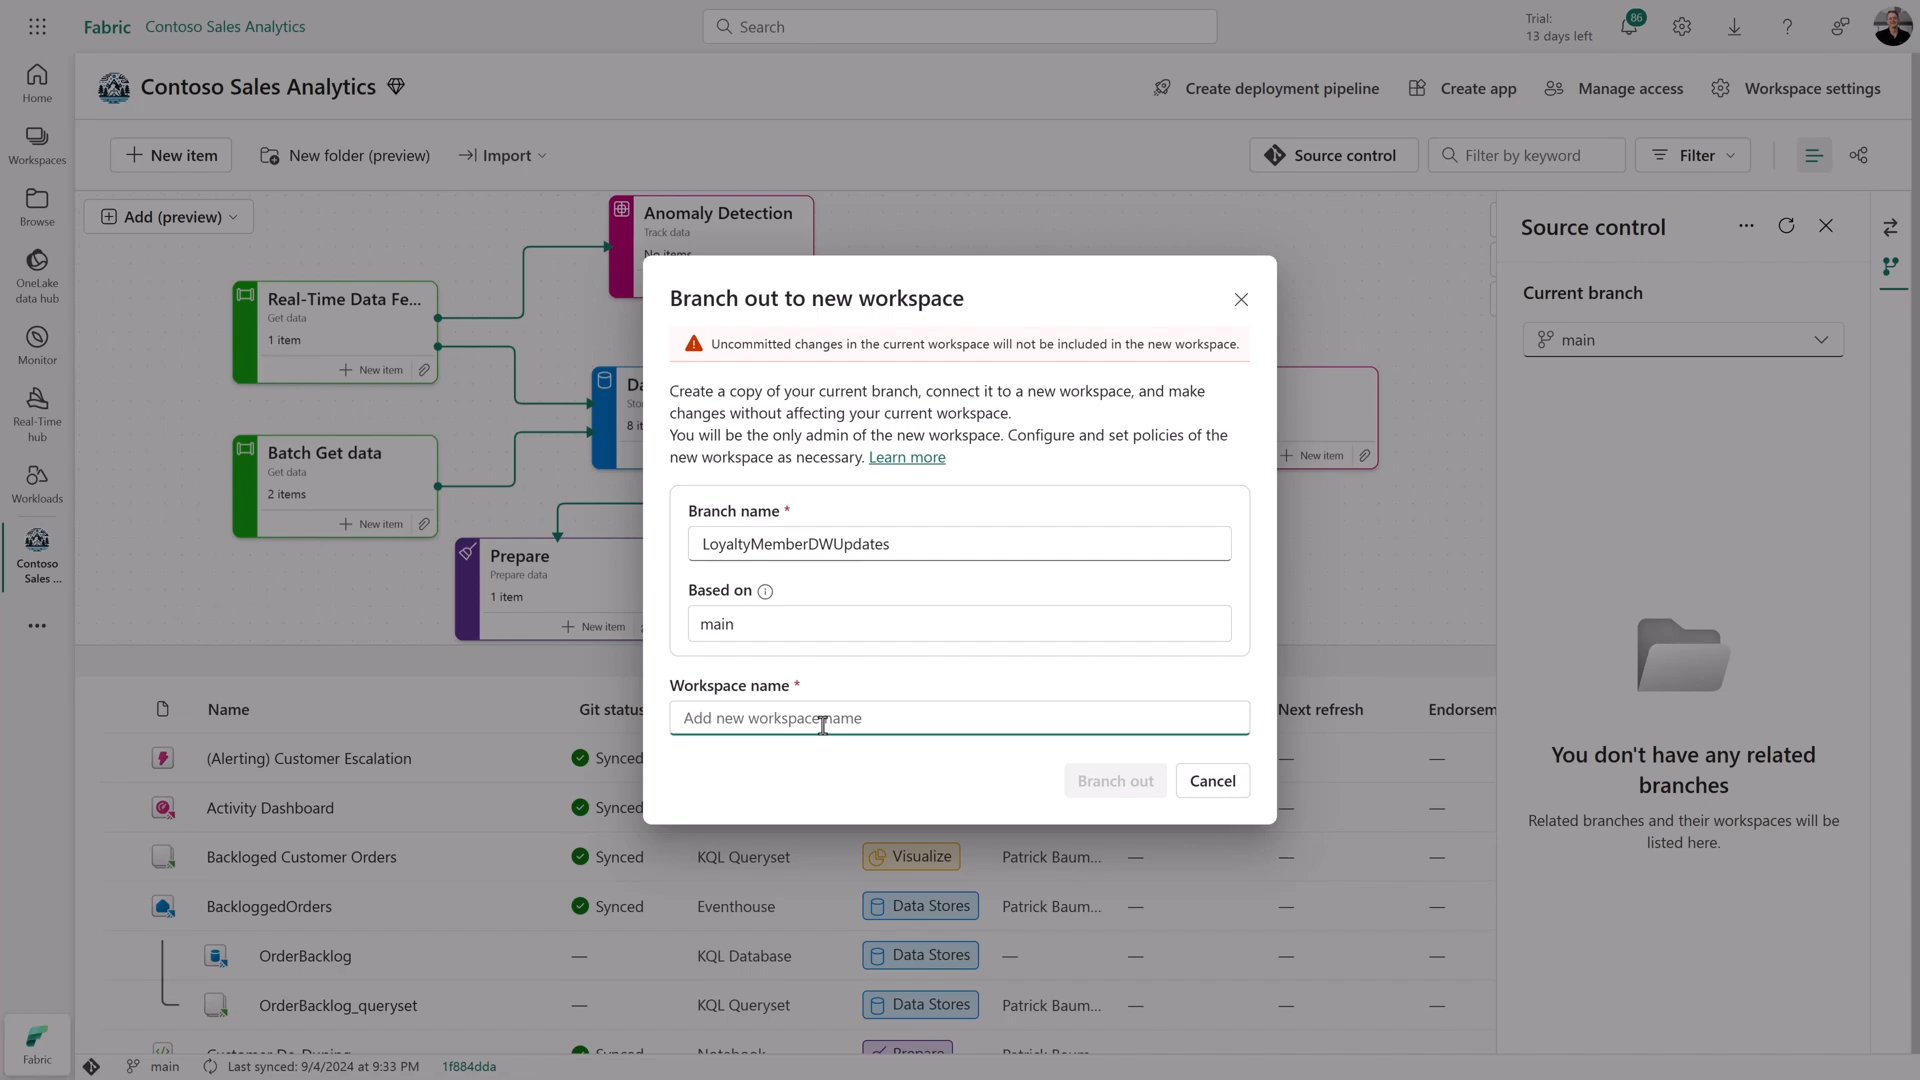 Fabric
Contoso Sales Analytics
Search
Trial:
13 days left
86
Home
Workspaces
Browse
OneLake
data hub
Monitor
Real-Time
hub
Workloads
Contoso
Sales ...
Fabric
Contoso Sales Analytics
Create deployment pipeline
Create app
Manage access
Workspace settings
New item
New folder (preview)
Import
Source control
Filter by keyword
Filter
Add (preview)
Anomaly Detection
Track data
No items
Real-Time Data Fe...
Get data
1 item
New item
Batch Get data
Get data
2 items
New item
Prepare
Prepare data
1 item
New item
8 it
New item
Source control
Current branch
main
You don't have any related
branches
Related branches and their workspaces will be
listed here.
Branch out to new workspace
Uncommitted changes in the current workspace will not be included in the new workspace.
Create a copy of your current branch, connect it to a new workspace, and make
changes without affecting your current workspace.
You will be the only admin of the new workspace. Configure and set policies of the
new workspace as necessary. Learn more
Branch name *
LoyaltyMemberDWUpdates
Based on
main
Workspace name *
Add new workspace name
Branch out
Cancel
Name
Git status
Next refresh
Endorsem
(Alerting) Customer Escalation
Synced
—
—
Activity Dashboard
Synced
—
—
Backloged Customer Orders
Synced
KQL Queryset
Visualize
Patrick Baum...
—
—
—
BackloggedOrders
Synced
Eventhouse
Data Stores
Patrick Baum...
—
—
—
OrderBacklog
—
KQL Database
Data Stores
—
—
—
—
OrderBacklog_queryset
—
KQL Queryset
Data Stores
Patrick Baum...
—
—
—
main
Last synced: 9/4/2024 at 9:33 PM
1f884dda